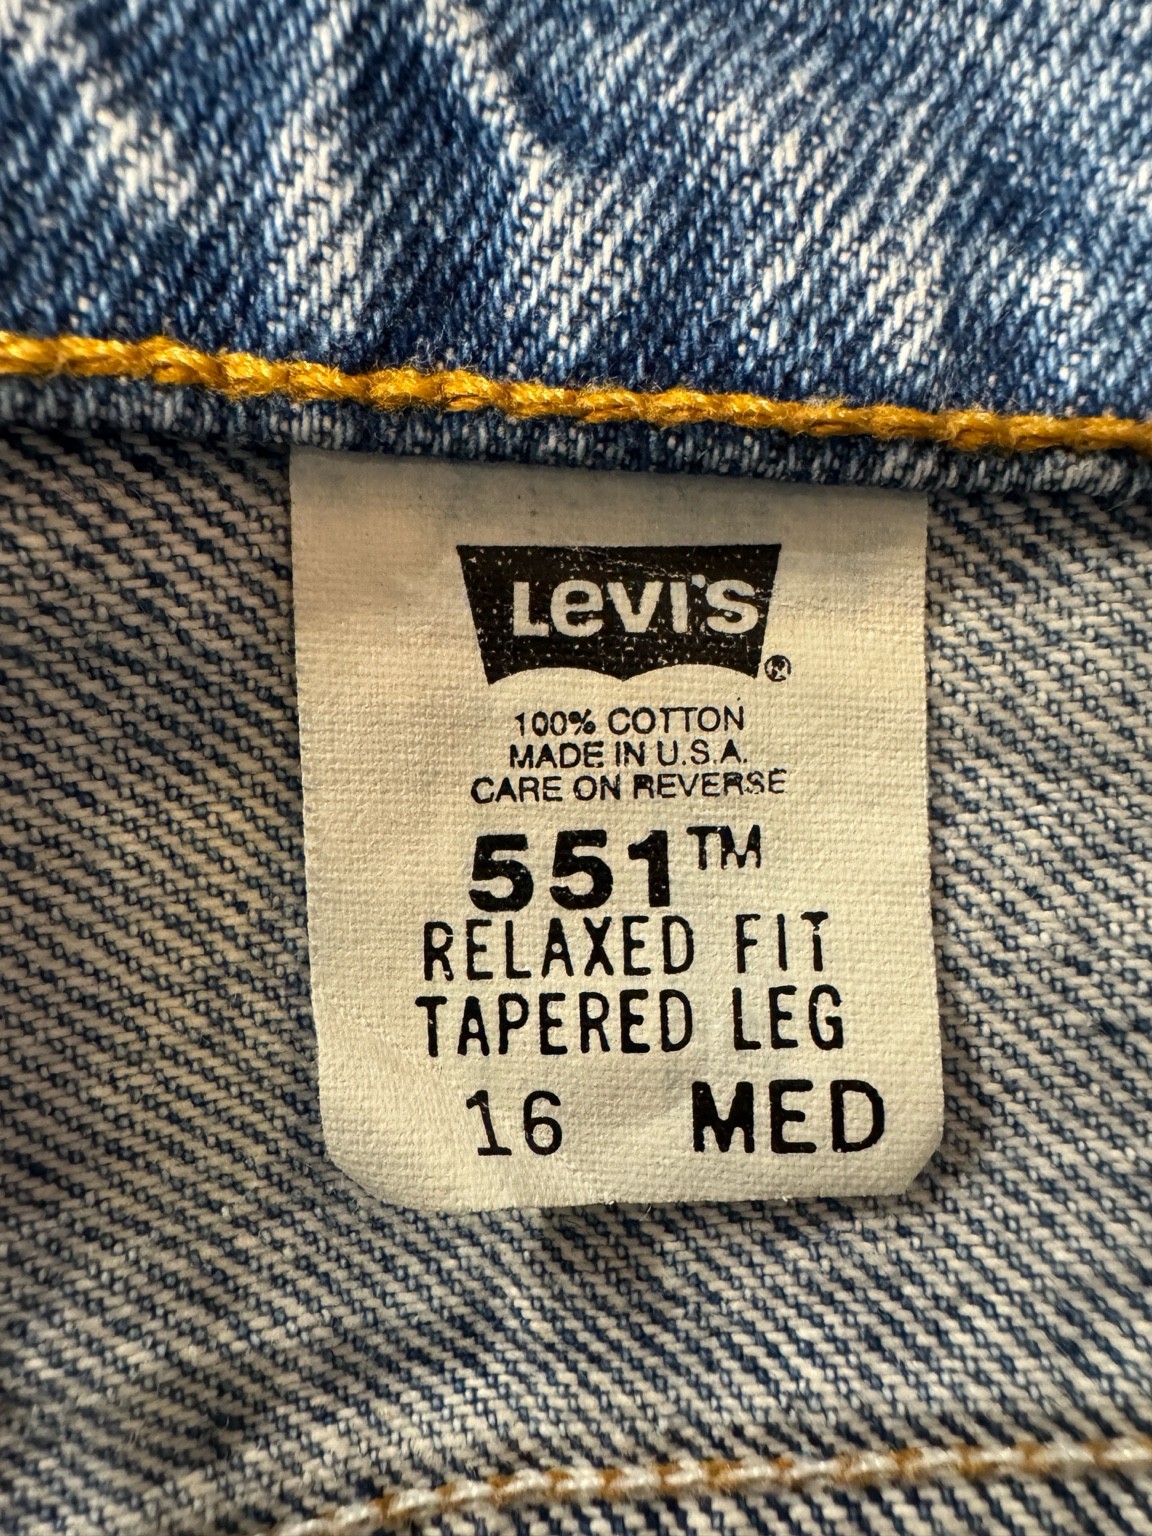 Levi's®
100% COTTON
MADE IN U.S.A.
CARE ON REVERSE
551™
RELAXED FIT
TAPERED LEG
16 MED